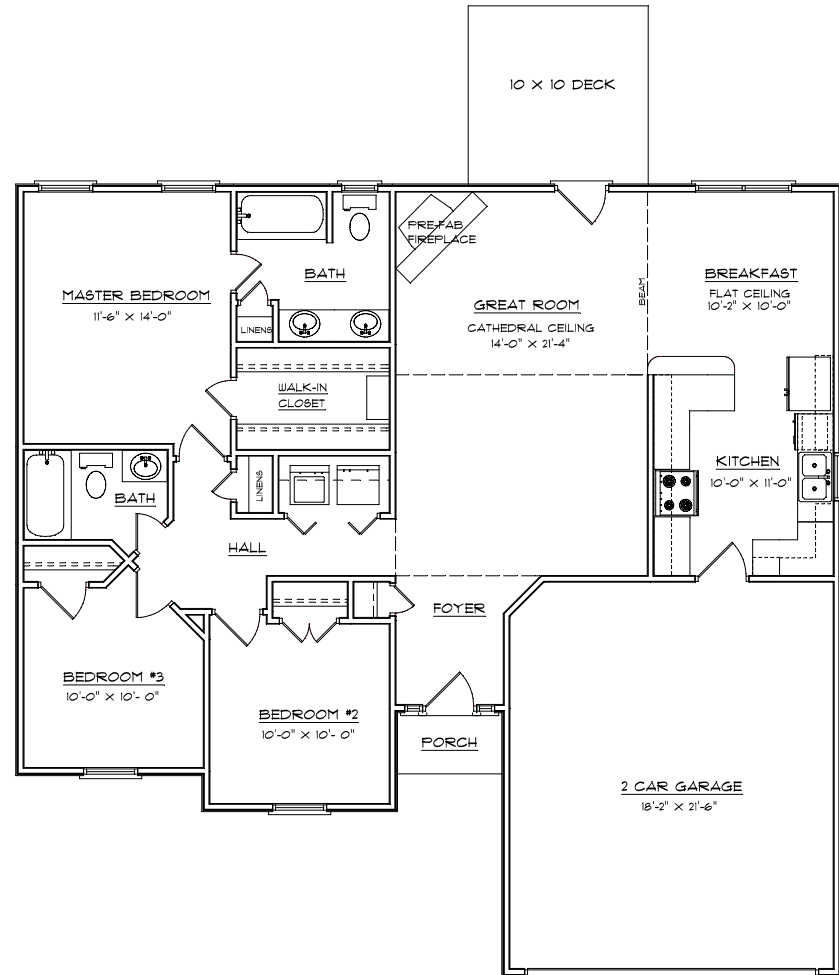 10 X 10 DECK
PRE-FAB
FIREPLACE
BATH
BREAKFAST
FLAT CEILING
10'-2" X 10'-0"
BEAM
MASTER BEDROOM
11'-6" X 14'-0"
GREAT ROOM
CATHEDRAL CEILING
14'-0" X 21'-4"
LINENS
WALK-IN
CLOSET
KITCHEN
10'-0" X 11'-0"
LINENS
BATH
HALL
FOYER
BEDROOM #3
10'-0" X 10'- 0"
BEDROOM #2
10'-0" X 10'- 0"
PORCH
2 CAR GARAGE
18'-2" X 21'-6"